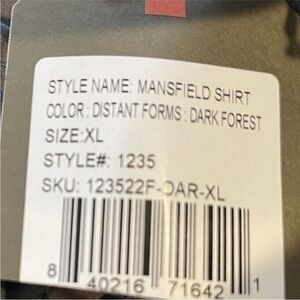 STYLE NAME: MANSFIELD SHIRT
COLOR : DISTANT FORMS : DARK FOREST
SIZE:XL
STYLE#: 1235
SKU: 123522F-DAR-XL
8 40216 71642 1